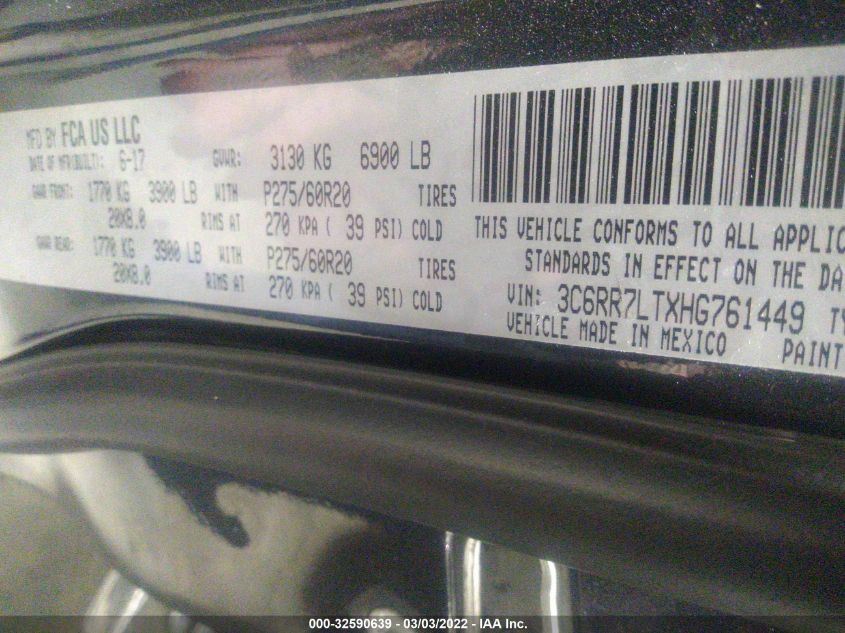 MFD BY FCA US LLC
DATE OF MFR(BUILT): 6-17 GVWR: 3130 KG 6900 LB
GAWR FRONT: 1770 KG 3900 LB WITH P275/60R20 TIRES
20X8.0 RIMS AT 270 KPA ( 39 PSI) COLD
GAWR REAR: 1770 KG 3900 LB WITH P275/60R20 TIRES
20X8.0 RIMS AT 270 KPA ( 39 PSI) COLD
THIS VEHICLE CONFORMS TO ALL APPLIC
STANDARDS IN EFFECT ON THE DA
VIN: 3C6RR7LTXHG761449 TY
VEHICLE MADE IN MEXICO PAINT
000-32590639 - 03/03/2022 - IAA Inc.